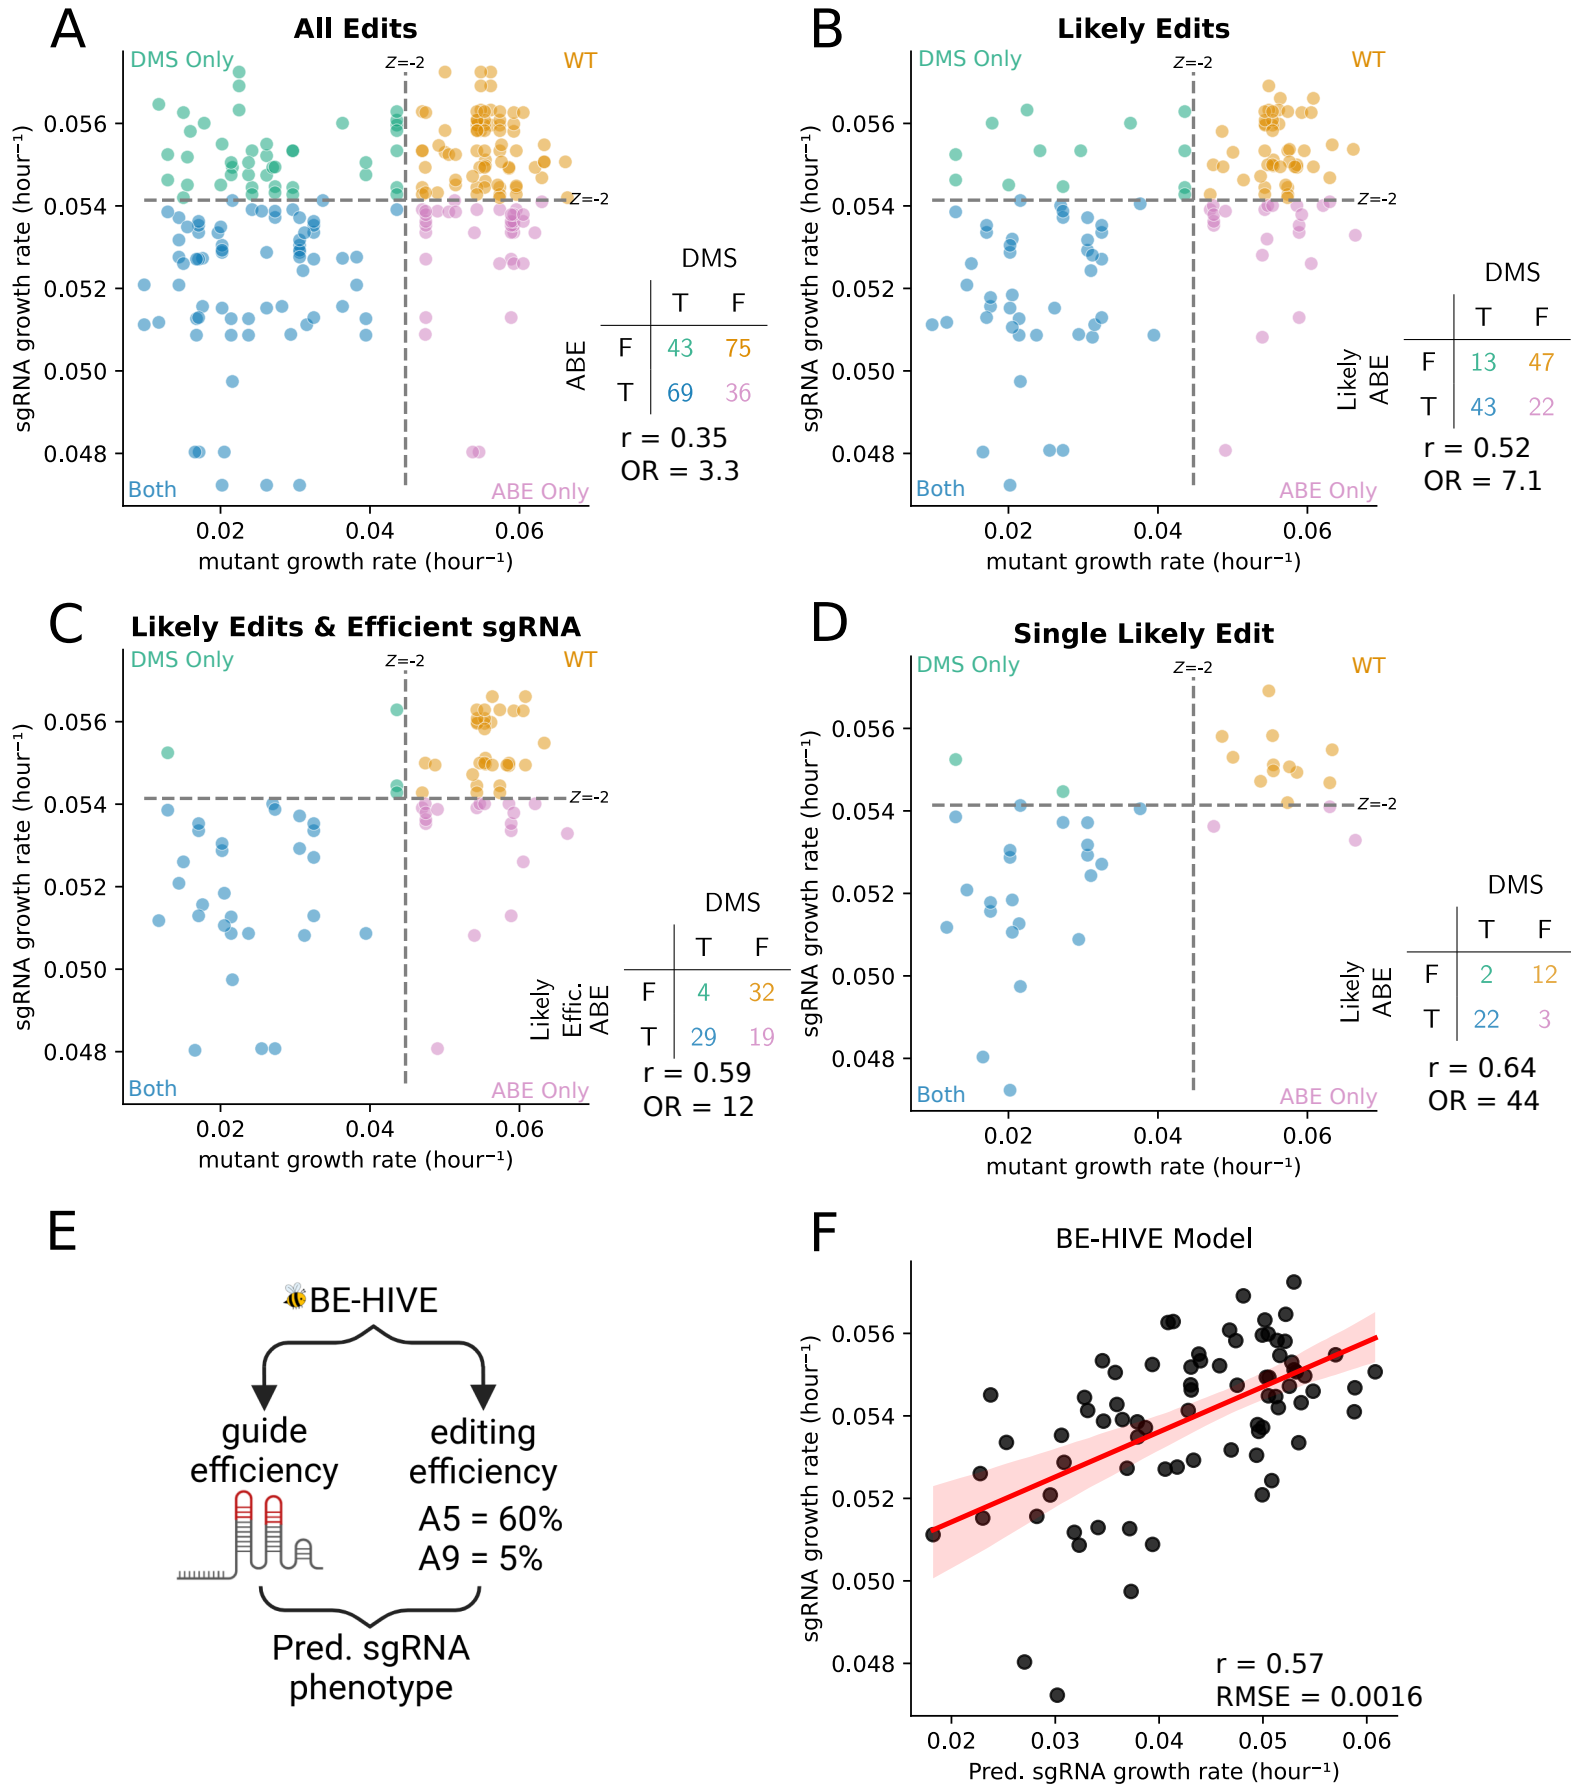 A
All Edits
DMS Only
Z=-2
WT
0.056
0.054
0.052
0.050
0.048
sgRNA growth rate (hour⁻¹)
Z=-2
Both
ABE Only
0.02
0.04
0.06
mutant growth rate (hour⁻¹)
DMS
T F
ABE
F 43 75
T 69 36
r = 0.35
OR = 3.3
B
Likely Edits
DMS Only
Z=-2
WT
0.056
0.054
0.052
0.050
0.048
sgRNA growth rate (hour⁻¹)
Z=-2
Both
ABE Only
0.02
0.04
0.06
mutant growth rate (hour⁻¹)
DMS
T F
Likely
ABE
F 13 47
T 43 22
r = 0.52
OR = 7.1
C
Likely Edits & Efficient sgRNA
DMS Only
Z=-2
WT
0.056
0.054
0.052
0.050
0.048
sgRNA growth rate (hour⁻¹)
Z=-2
Both
ABE Only
0.02
0.04
0.06
mutant growth rate (hour⁻¹)
DMS
T F
Likely
Effic.
ABE
F 4 32
T 29 19
r = 0.59
OR = 12
D
Single Likely Edit
DMS Only
Z=-2
WT
0.056
0.054
0.052
0.050
0.048
sgRNA growth rate (hour⁻¹)
Z=-2
Both
ABE Only
0.02
0.04
0.06
mutant growth rate (hour⁻¹)
DMS
T F
Likely
ABE
F 2 12
T 22 3
r = 0.64
OR = 44
E
BE-HIVE
guide
efficiency
editing
efficiency
A5 = 60%
A9 = 5%
Pred. sgRNA
phenotype
F
BE-HIVE Model
0.056
0.054
0.052
0.050
0.048
sgRNA growth rate (hour⁻¹)
r = 0.57
RMSE = 0.0016
0.02
0.03
0.04
0.05
0.06
Pred. sgRNA growth rate (hour⁻¹)